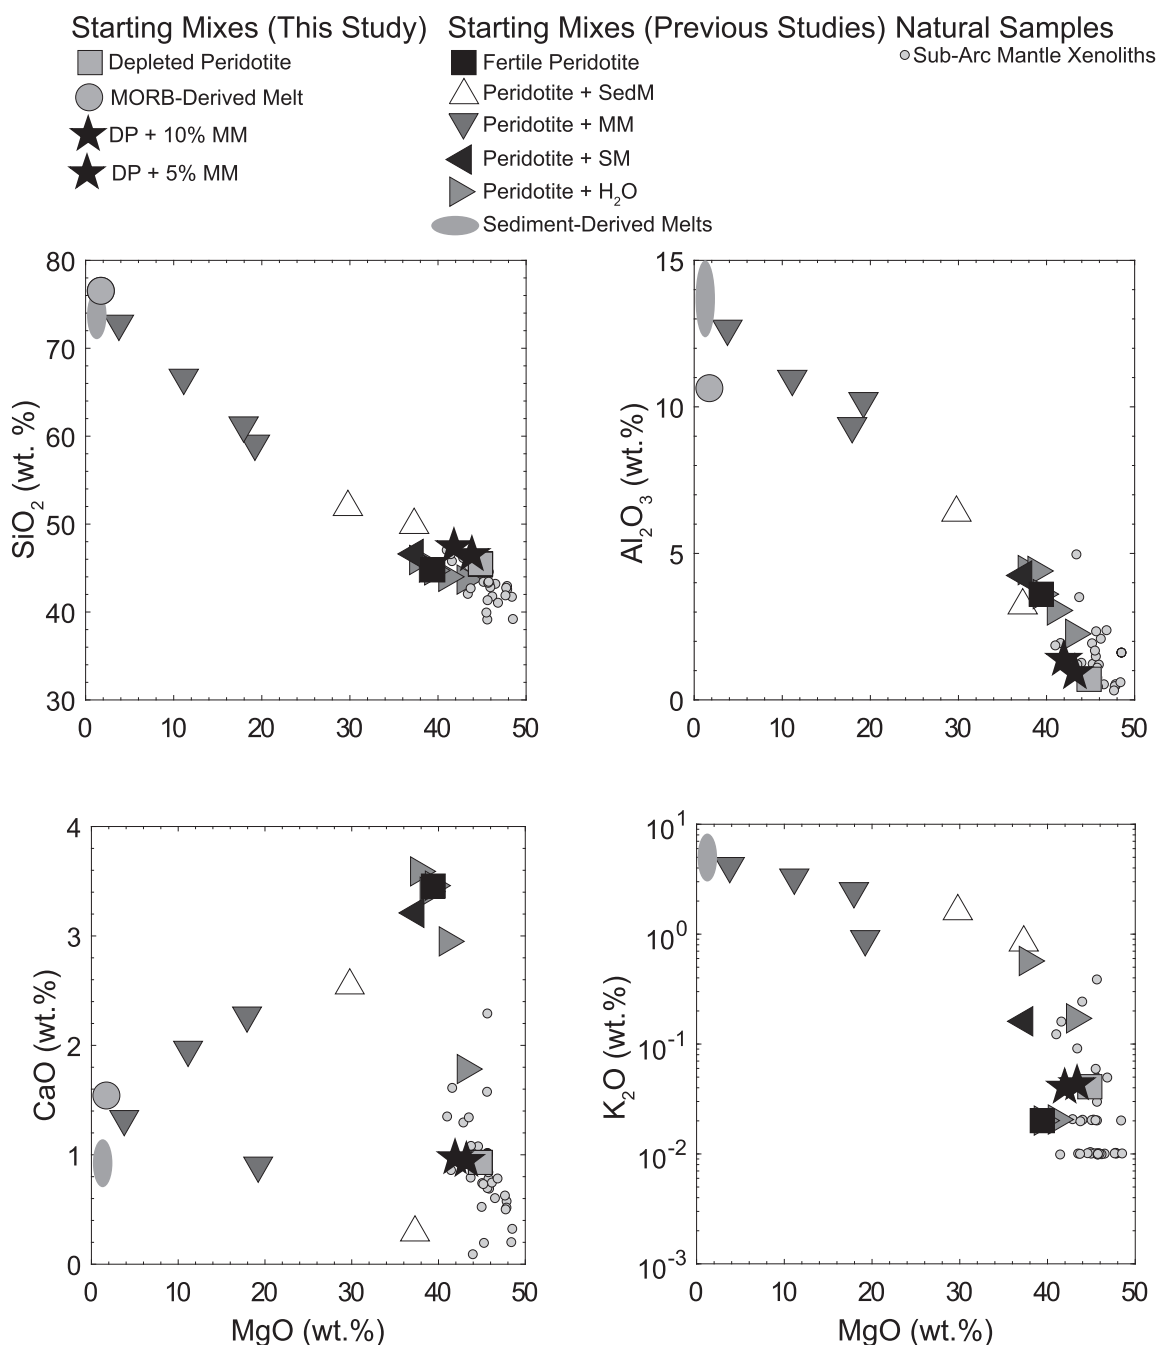 Starting Mixes (This Study)
Depleted Peridotite
MORB-Derived Melt
DP + 10% MM
DP + 5% MM
Starting Mixes (Previous Studies)
Fertile Peridotite
Peridotite + SedM
Peridotite + MM
Peridotite + SM
Peridotite + H₂O
Sediment-Derived Melts
Natural Samples
Sub-Arc Mantle Xenoliths
SiO₂ (wt. %)
80
70
60
50
40
30
0 10 20 30 40 50
Al₂O₃ (wt.%)
15
10
5
0
0 10 20 30 40 50
CaO (wt.%)
4
3
2
1
0
0 10 20 30 40 50
MgO (wt.%)
K₂O (wt.%)
10¹
10⁰
10⁻¹
10⁻²
10⁻³
0 10 20 30 40 50
MgO (wt.%)